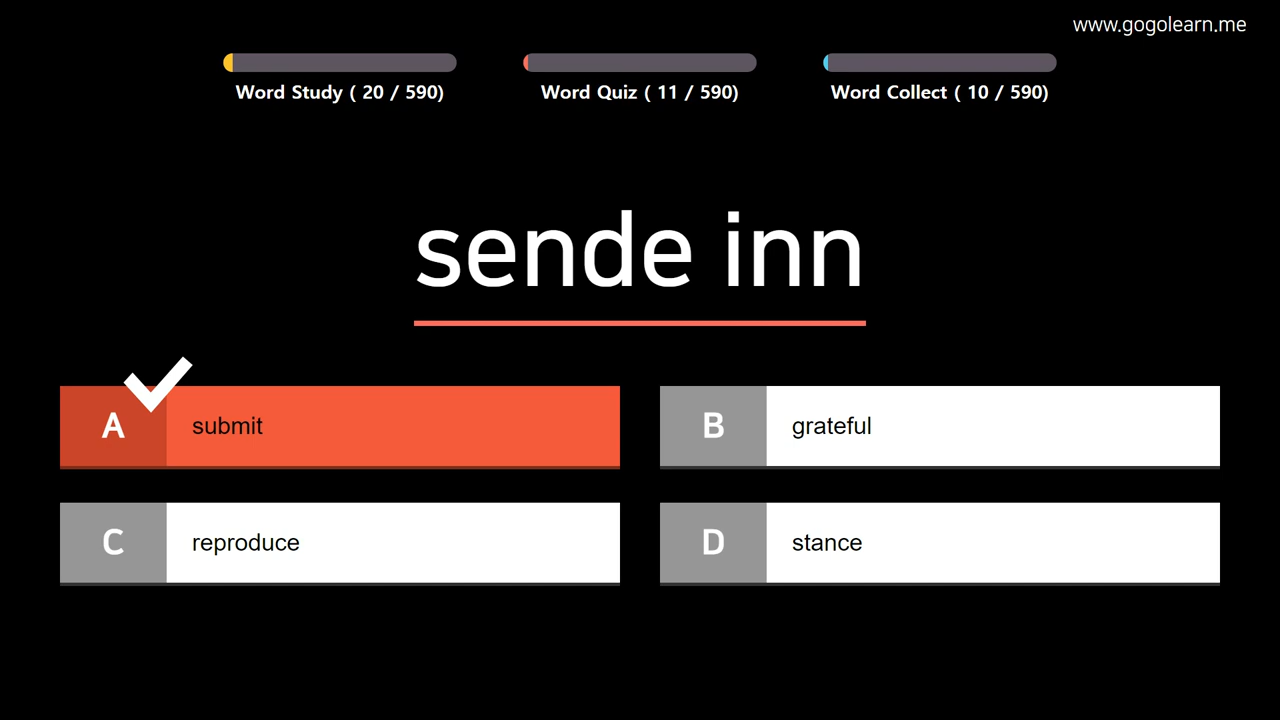 www.gogolearn.me
Word Study ( 20 / 590)
Word Quiz ( 11 / 590)
Word Collect ( 10 / 590)
sende inn
A submit
B grateful
C reproduce
D stance